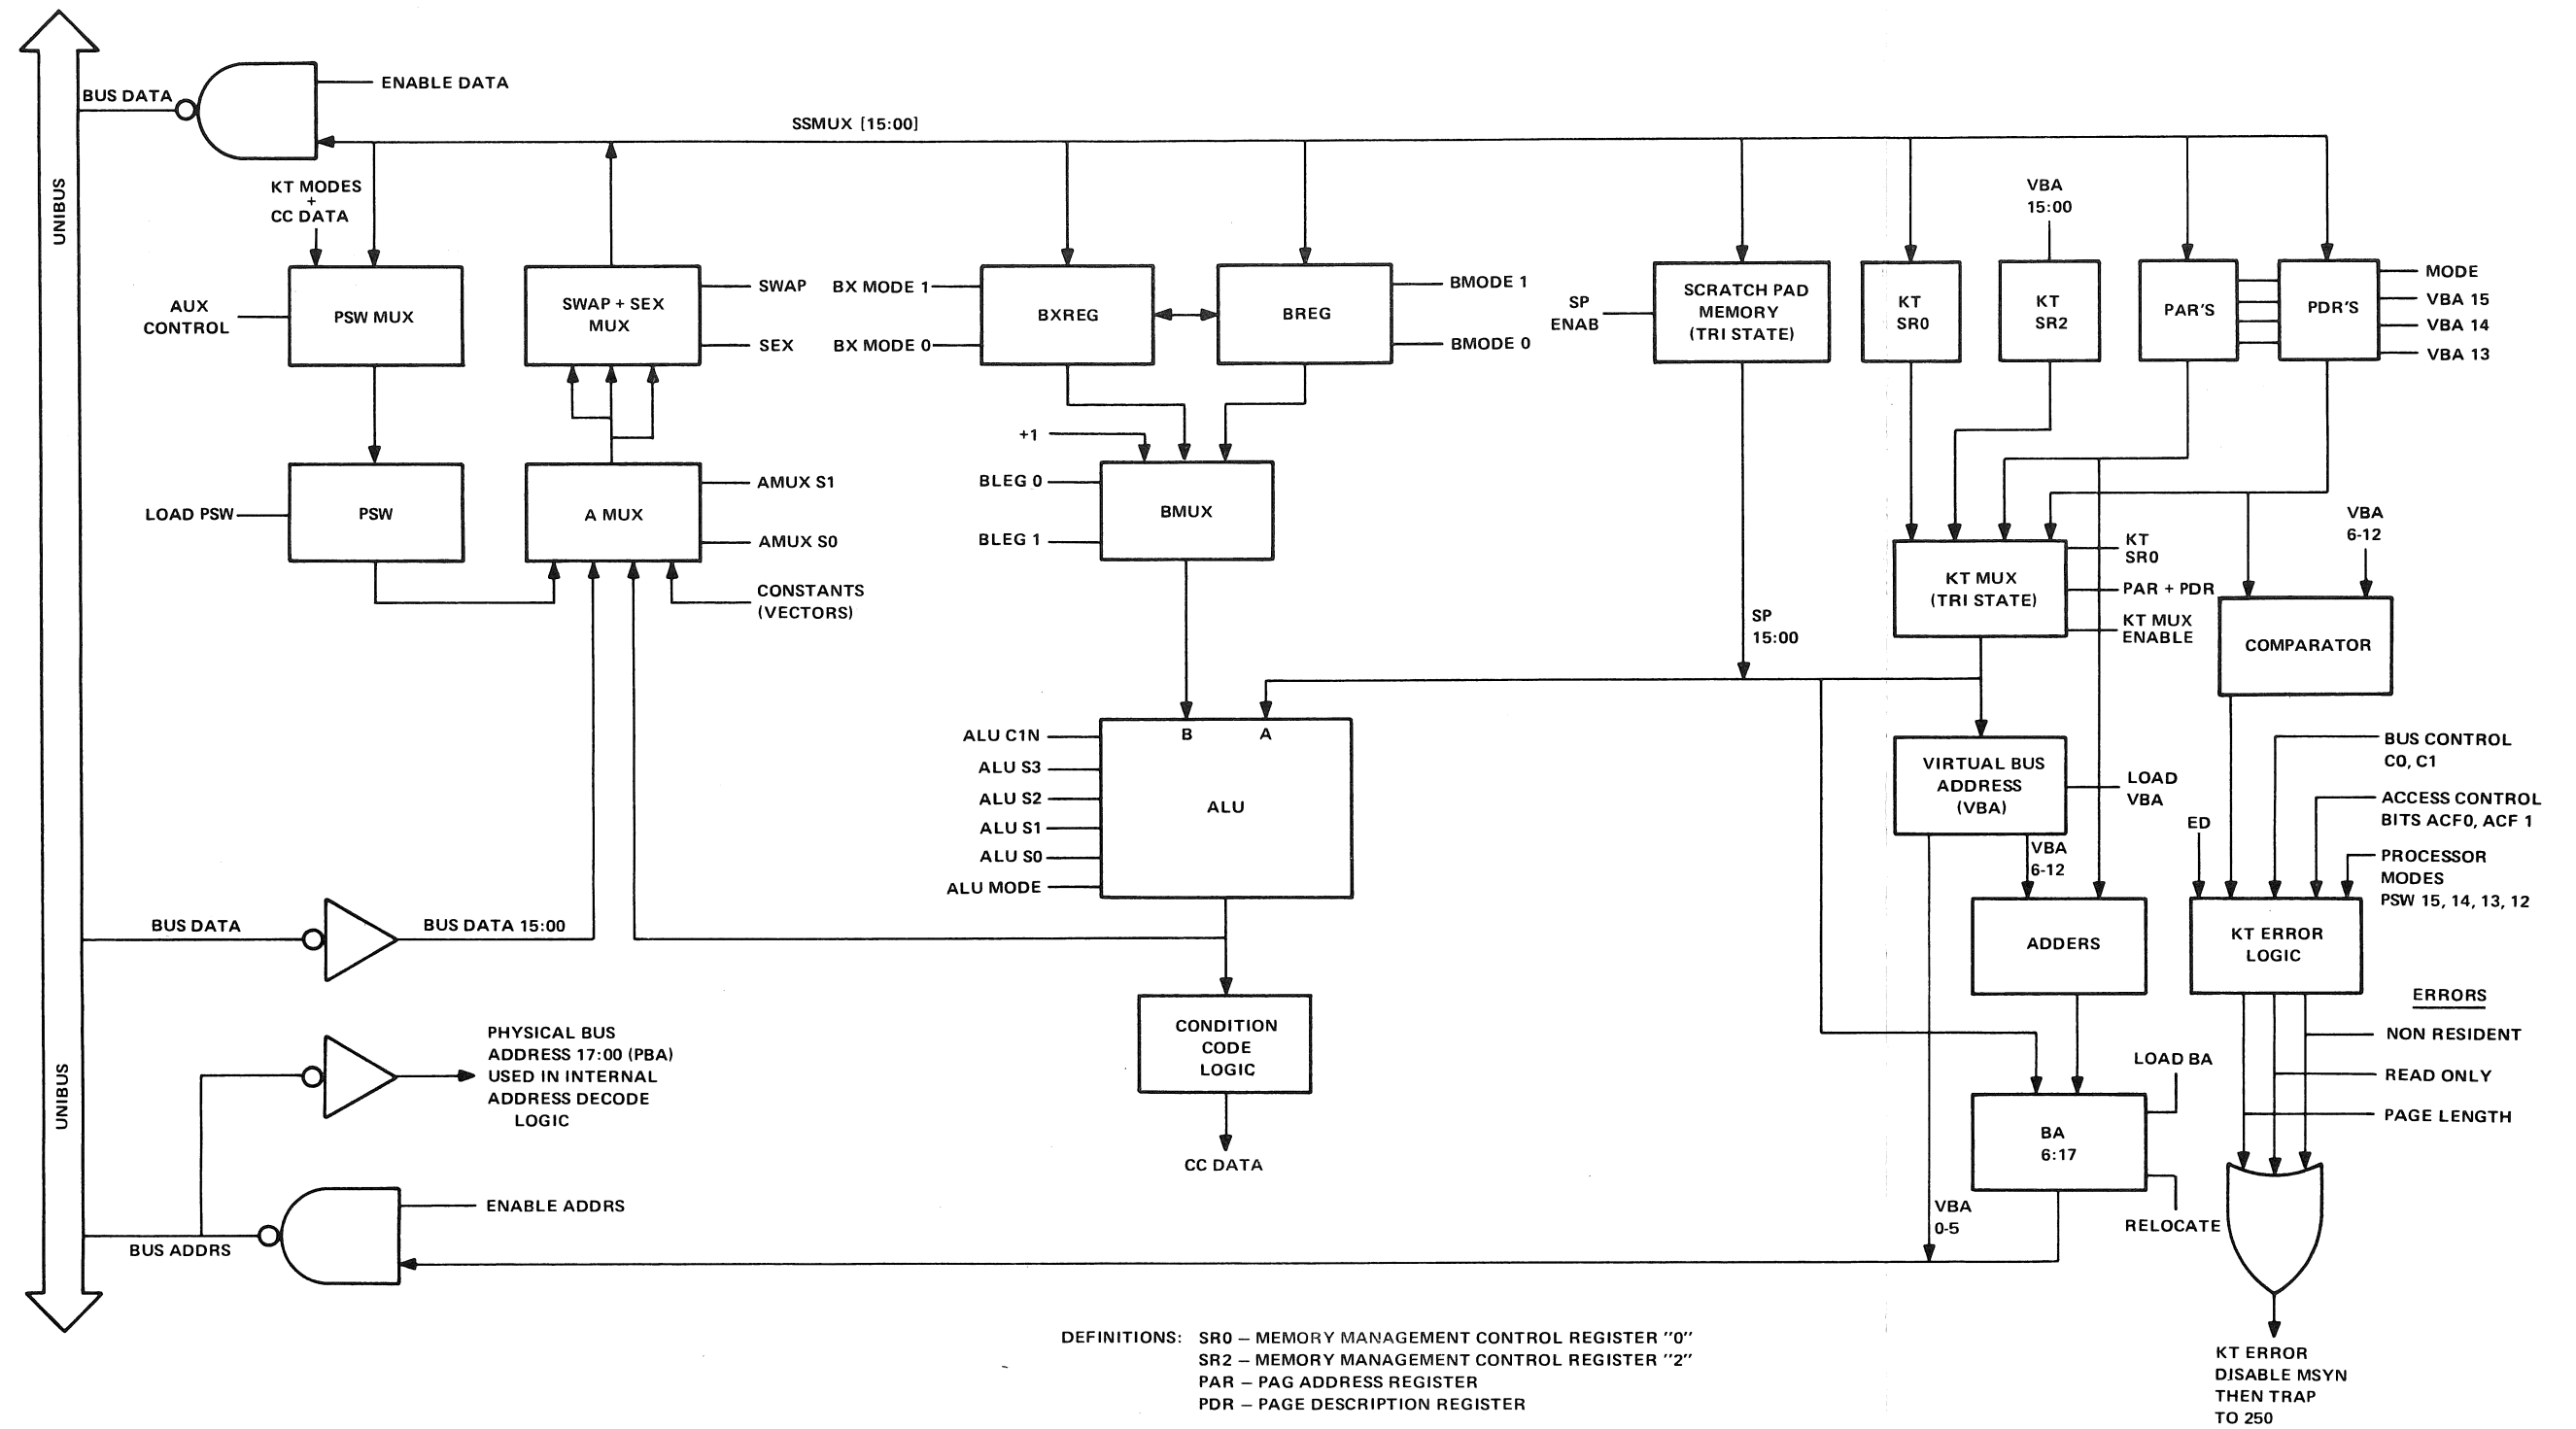 UNIBUS
BUS DATA
ENABLE DATA
SSMUX [15:00]
KT MODES
+
CC DATA
AUX
CONTROL
PSW MUX
SWAP + SEX
MUX
SWAP
SEX
BX MODE 1
BX MODE 0
BXREG
BREG
BMODE 1
BMODE 0
SP
ENAB
SCRATCH PAD
MEMORY
(TRI STATE)
KT
SR0
VBA
15:00
KT
SR2
PAR'S
PDR'S
MODE
VBA 15
VBA 14
VBA 13
LOAD PSW
PSW
A MUX
AMUX S1
AMUX S0
CONSTANTS
(VECTORS)
+1
BLEG 0
BLEG 1
BMUX
SP
15:00
KT MUX
(TRI STATE)
KT
SR0
PAR + PDR
KT MUX
ENABLE
VBA
6-12
COMPARATOR
ALU C1N
ALU S3
ALU S2
ALU S1
ALU S0
ALU MODE
B
A
ALU
VIRTUAL BUS
ADDRESS
(VBA)
LOAD
VBA
VBA
6-12
BUS CONTROL
C0, C1
ACCESS CONTROL
BITS ACF0, ACF 1
ED
PROCESSOR
MODES
PSW 15, 14, 13, 12
BUS DATA
BUS DATA 15:00
ADDERS
KT ERROR
LOGIC
ERRORS
NON RESIDENT
READ ONLY
PAGE LENGTH
CONDITION
CODE
LOGIC
CC DATA
UNIBUS
PHYSICAL BUS
ADDRESS 17:00 (PBA)
USED IN INTERNAL
ADDRESS DECODE
LOGIC
LOAD BA
BA
6:17
RELOCATE
VBA
0-5
ENABLE ADDRS
BUS ADDRS
KT ERROR
DISABLE MSYN
THEN TRAP
TO 250
DEFINITIONS: SR0 – MEMORY MANAGEMENT CONTROL REGISTER "0"
SR2 – MEMORY MANAGEMENT CONTROL REGISTER "2"
PAR – PAG ADDRESS REGISTER
PDR – PAGE DESCRIPTION REGISTER